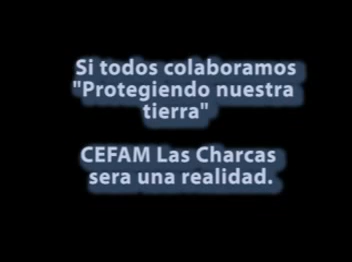 Si todos colaboramos
"Protegiendo nuestra
tierra"
CEFAM Las Charcas
sera una realidad.